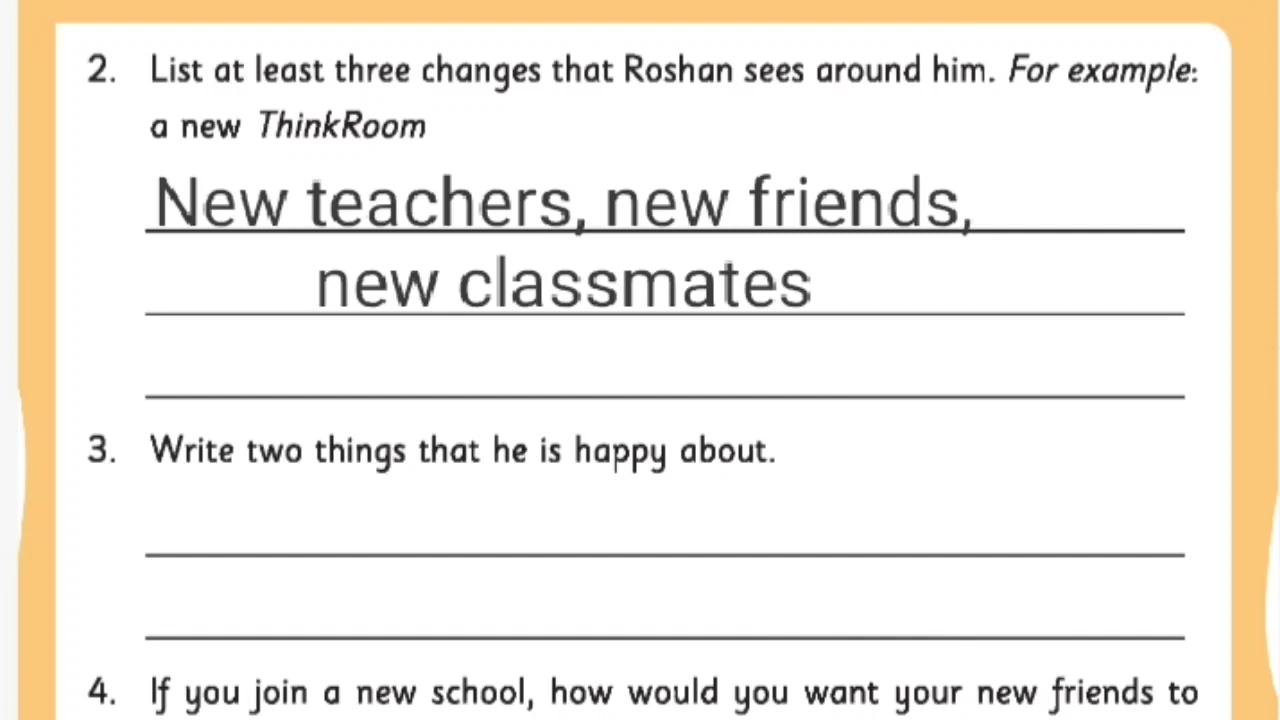 2. List at least three changes that Roshan sees around him. For example:
a new ThinkRoom
New teachers, new friends,
new classmates
3. Write two things that he is happy about.
4. If you join a new school, how would you want your new friends to